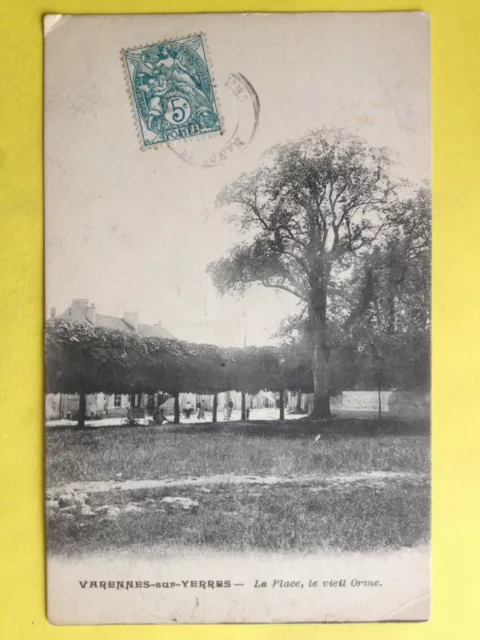 5c
POSTES
VARENNES-sur-YERRES — La Place, le vieil Orme.